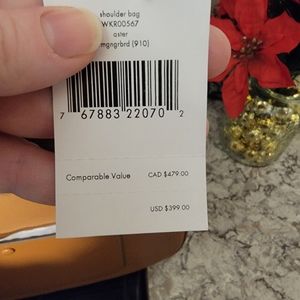 shoulder bag
WKR00567
aster
mgngrbrd (910)
7 67883 22070 2
Comparable Value CAD $479.00
USD $399.00